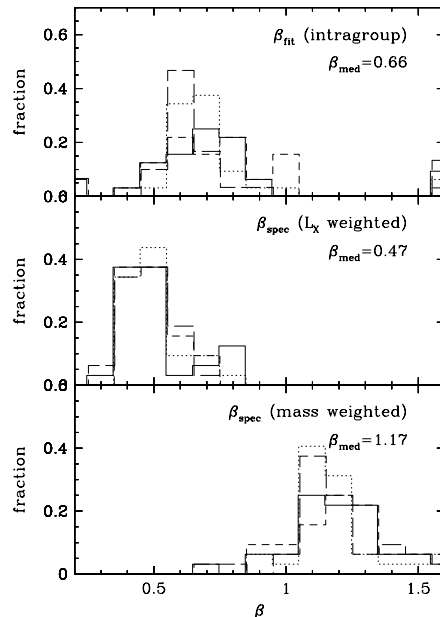 β_fit (intragroup)
β_med=0.66
fraction
0.6
0.4
0.2
0.0
β_spec (L_X weighted)
β_med=0.47
fraction
0.4
0.2
β_spec (mass weighted)
β_med=1.17
fraction
0.4
0.2
0
0.5
1
1.5
β